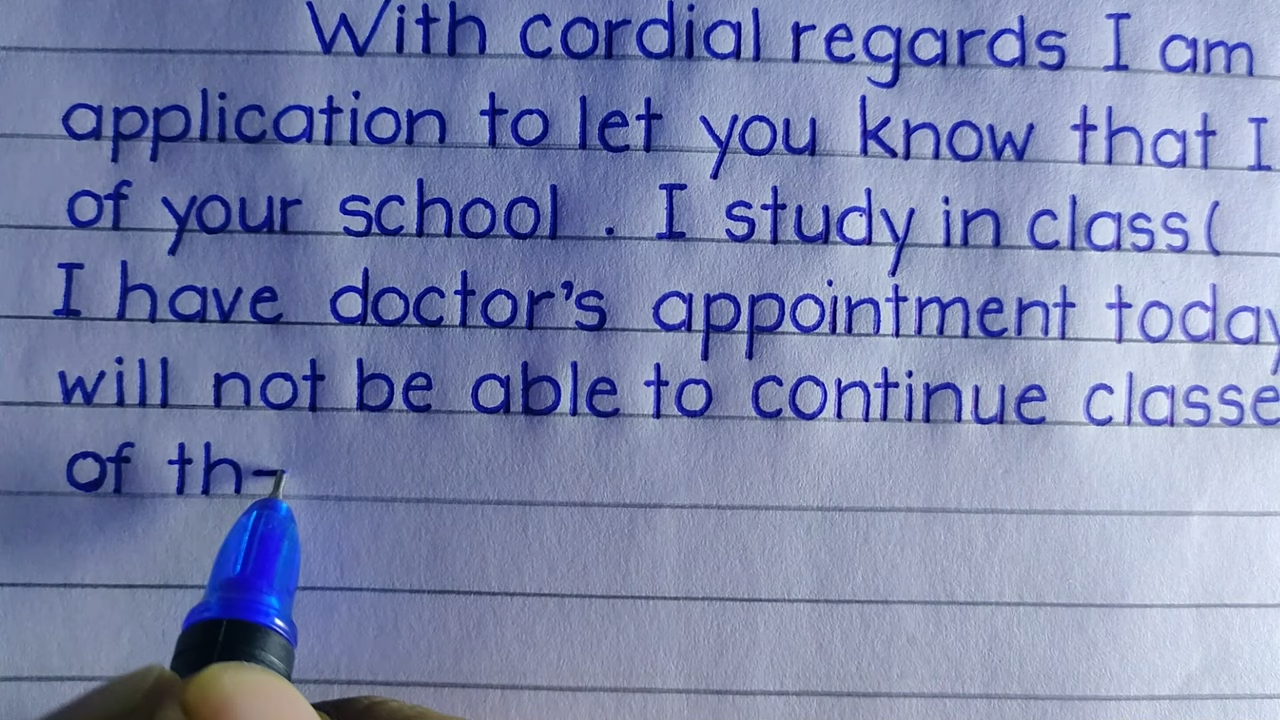 With cordial regards I am
application to let you know that I
of your school . I study in class(
I have doctor's appointment today
will not be able to continue classe
of th